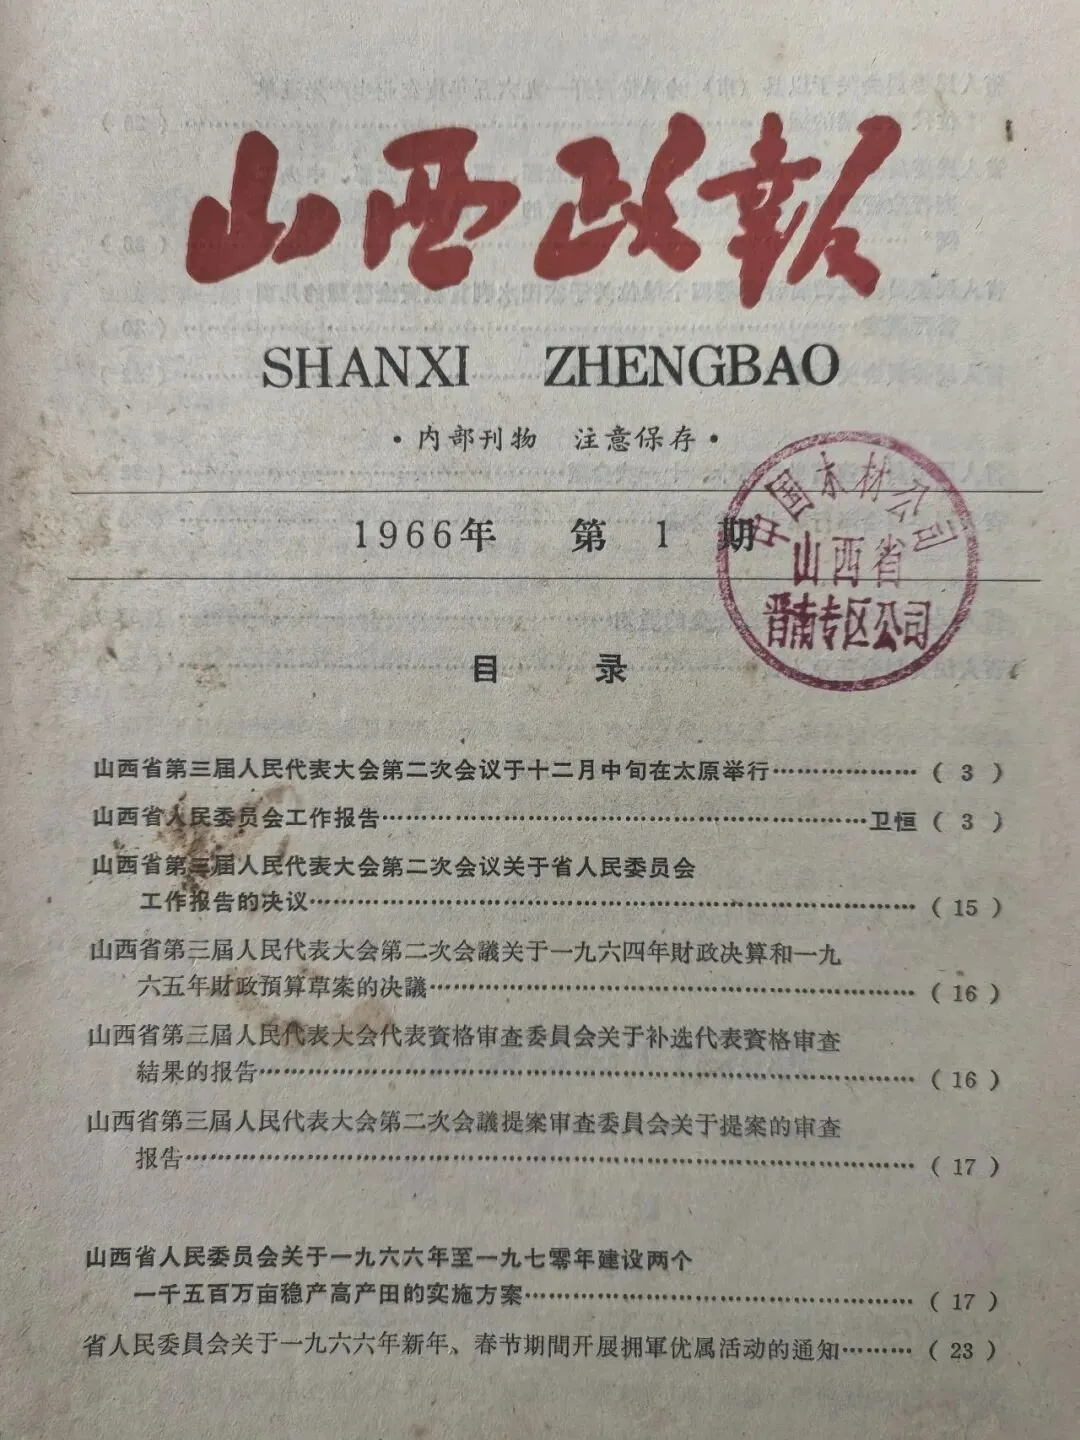 山西政報
SHANXI ZHENGBAO
·内部刊物 注意保存·
1966年 第1期
中国木材公司
山西省
晋南专区公司
目 录
山西省第三届人民代表大会第二次会议于十二月中旬在太原举行………………( 3 )
山西省人民委员会工作报告………………………………………………卫恒( 3 )
山西省第三届人民代表大会第二次会议关于省人民委员会
工作报告的决议………………………………………………………………( 15 )
山西省第三屆人民代表大会第二次会議关于一九六四年財政决算和一九
六五年財政預算草案的决議…………………………………………………( 16 )
山西省第三屆人民代表大会代表資格审查委員会关于补选代表資格审查
結果的报告……………………………………………………………………( 16 )
山西省第三屆人民代表大会第二次会議提案审查委員会关于提案的审查
报告……………………………………………………………………………( 17 )
山西省人民委员会关于一九六六年至一九七零年建设两个
一千五百万亩稳产高产田的实施方案………………………………………( 17 )
省人民委員会关于一九六六年新年、春节期間开展拥軍优属活动的通知………( 23 )